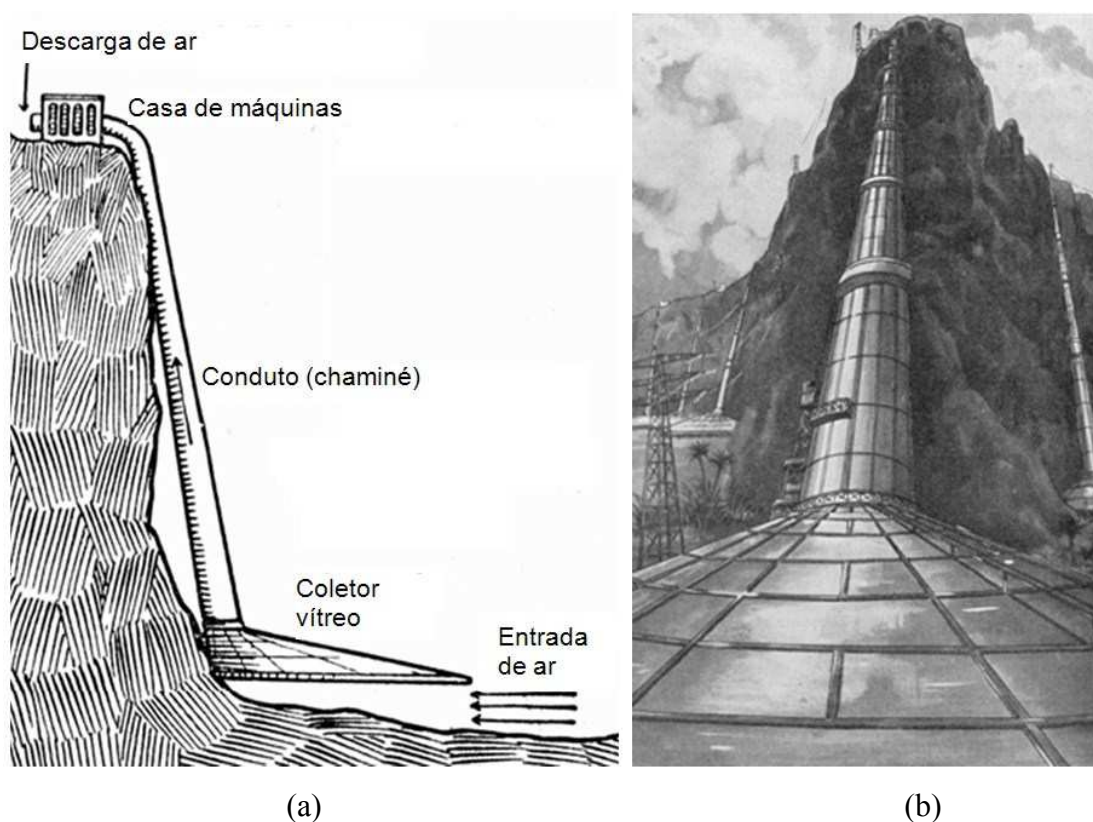 Descarga de ar
Casa de máquinas
Conduto (chaminé)
Coletor
vítreo
Entrada
de ar
(a)
(b)